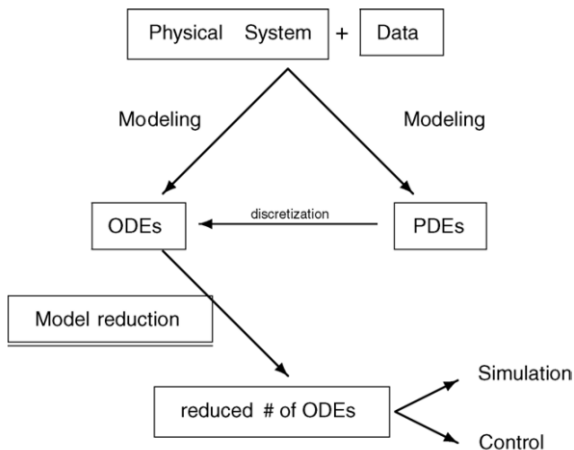 Physical System + Data
Modeling Modeling
discretization
ODEs PDEs
Model reduction
Simulation
reduced # of ODEs
Control